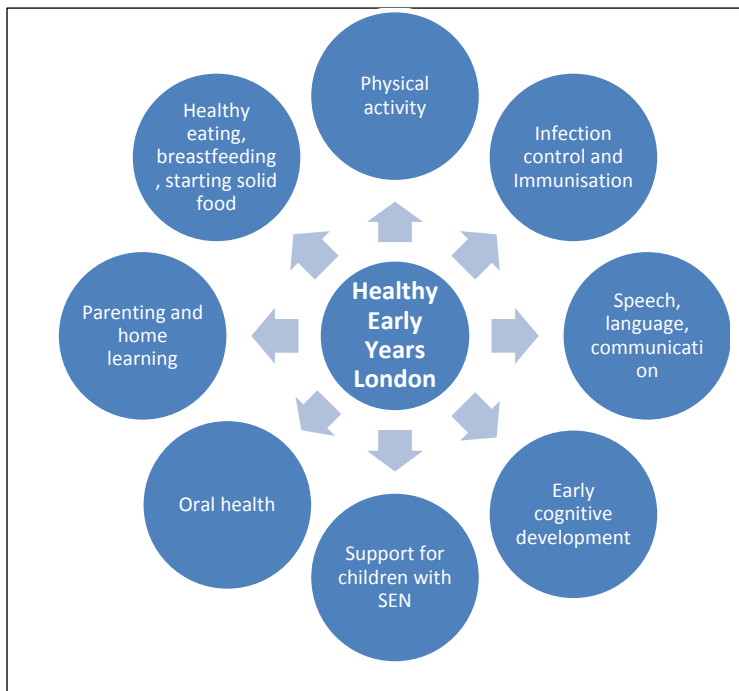 Physical
activity
Infection
control and
Immunisation
Speech,
language,
communicati
on
Early
cognitive
development
Support for
children with
SEN
Oral health
Parenting and
home
learning
Healthy
eating,
breastfeeding
, starting solid
food
Healthy
Early
Years
London